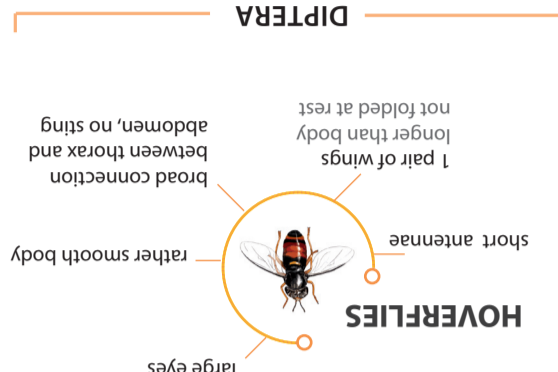 large eyes
HOVERFLIES
short antennae
rather smooth body
1 pair of wings
longer than body
not folded at rest
broad connection
between thorax and
abdomen, no sting
DIPTERA